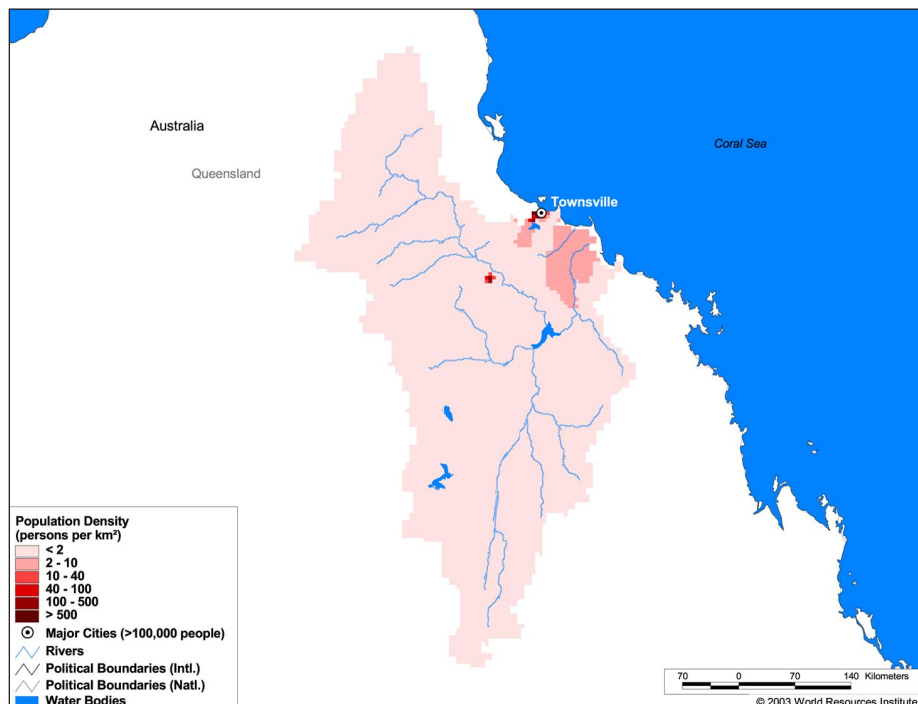 Australia
Queensland
Coral Sea
Townsville
Population Density
(persons per km²)
< 2
2 - 10
10 - 40
40 - 100
100 - 500
> 500
Major Cities (>100,000 people)
Rivers
Political Boundaries (Intl.)
Political Boundaries (Natl.)
Water Bodies
70 0 70 140 Kilometers
© 2003 World Resources Institute